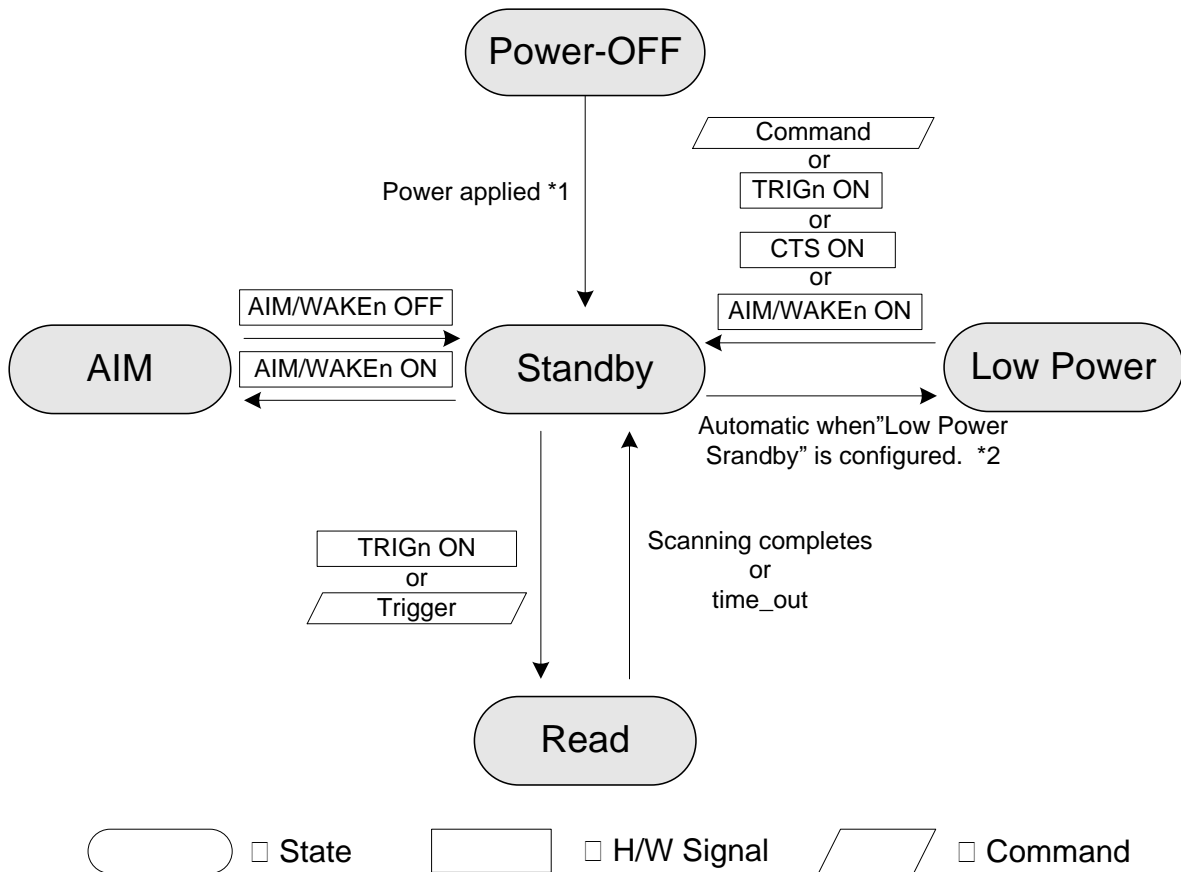 Power-OFF
Command
or
TRIGn ON
or
CTS ON
or
AIM/WAKEn ON
Power applied *1
AIM/WAKEn OFF
AIM/WAKEn ON
AIM
Standby
Low Power
Automatic when”Low Power
Srandby” is configured. *2
TRIGn ON
or
Trigger
Scanning completes
or
time_out
Read
□ State
□ H/W Signal
□ Command